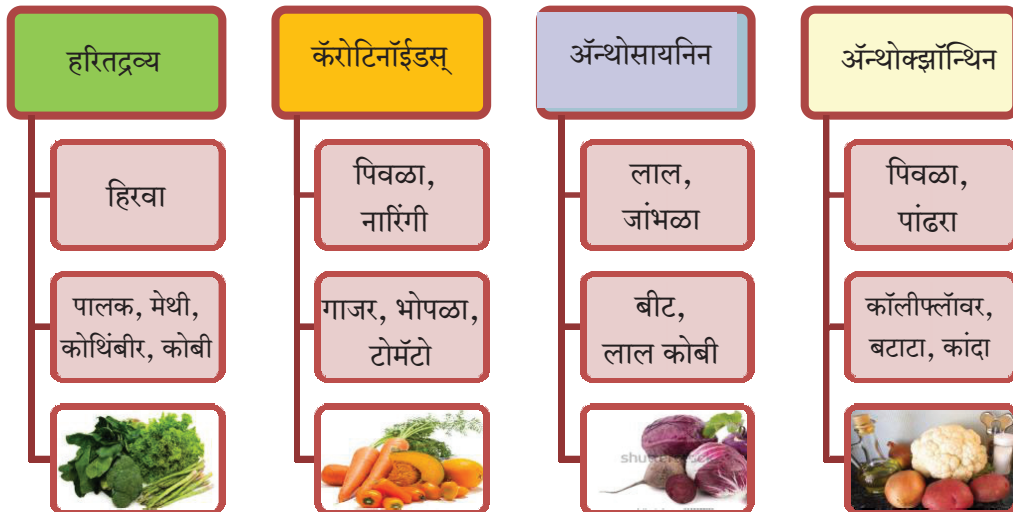 हरितद्रव्य
हिरवा
पालक, मेथी,
कोथिंबीर, कोबी
कॅरोटिनॉईडस्
पिवळा,
नारिंगी
गाजर, भोपळा,
टोमॅटो
ॲन्थोसायनिन
लाल,
जांभळा
बीट,
लाल कोबी
ॲन्थोक्झॉन्थिन
पिवळा,
पांढरा
कॉलीफ्लॉवर,
बटाटा, कांदा